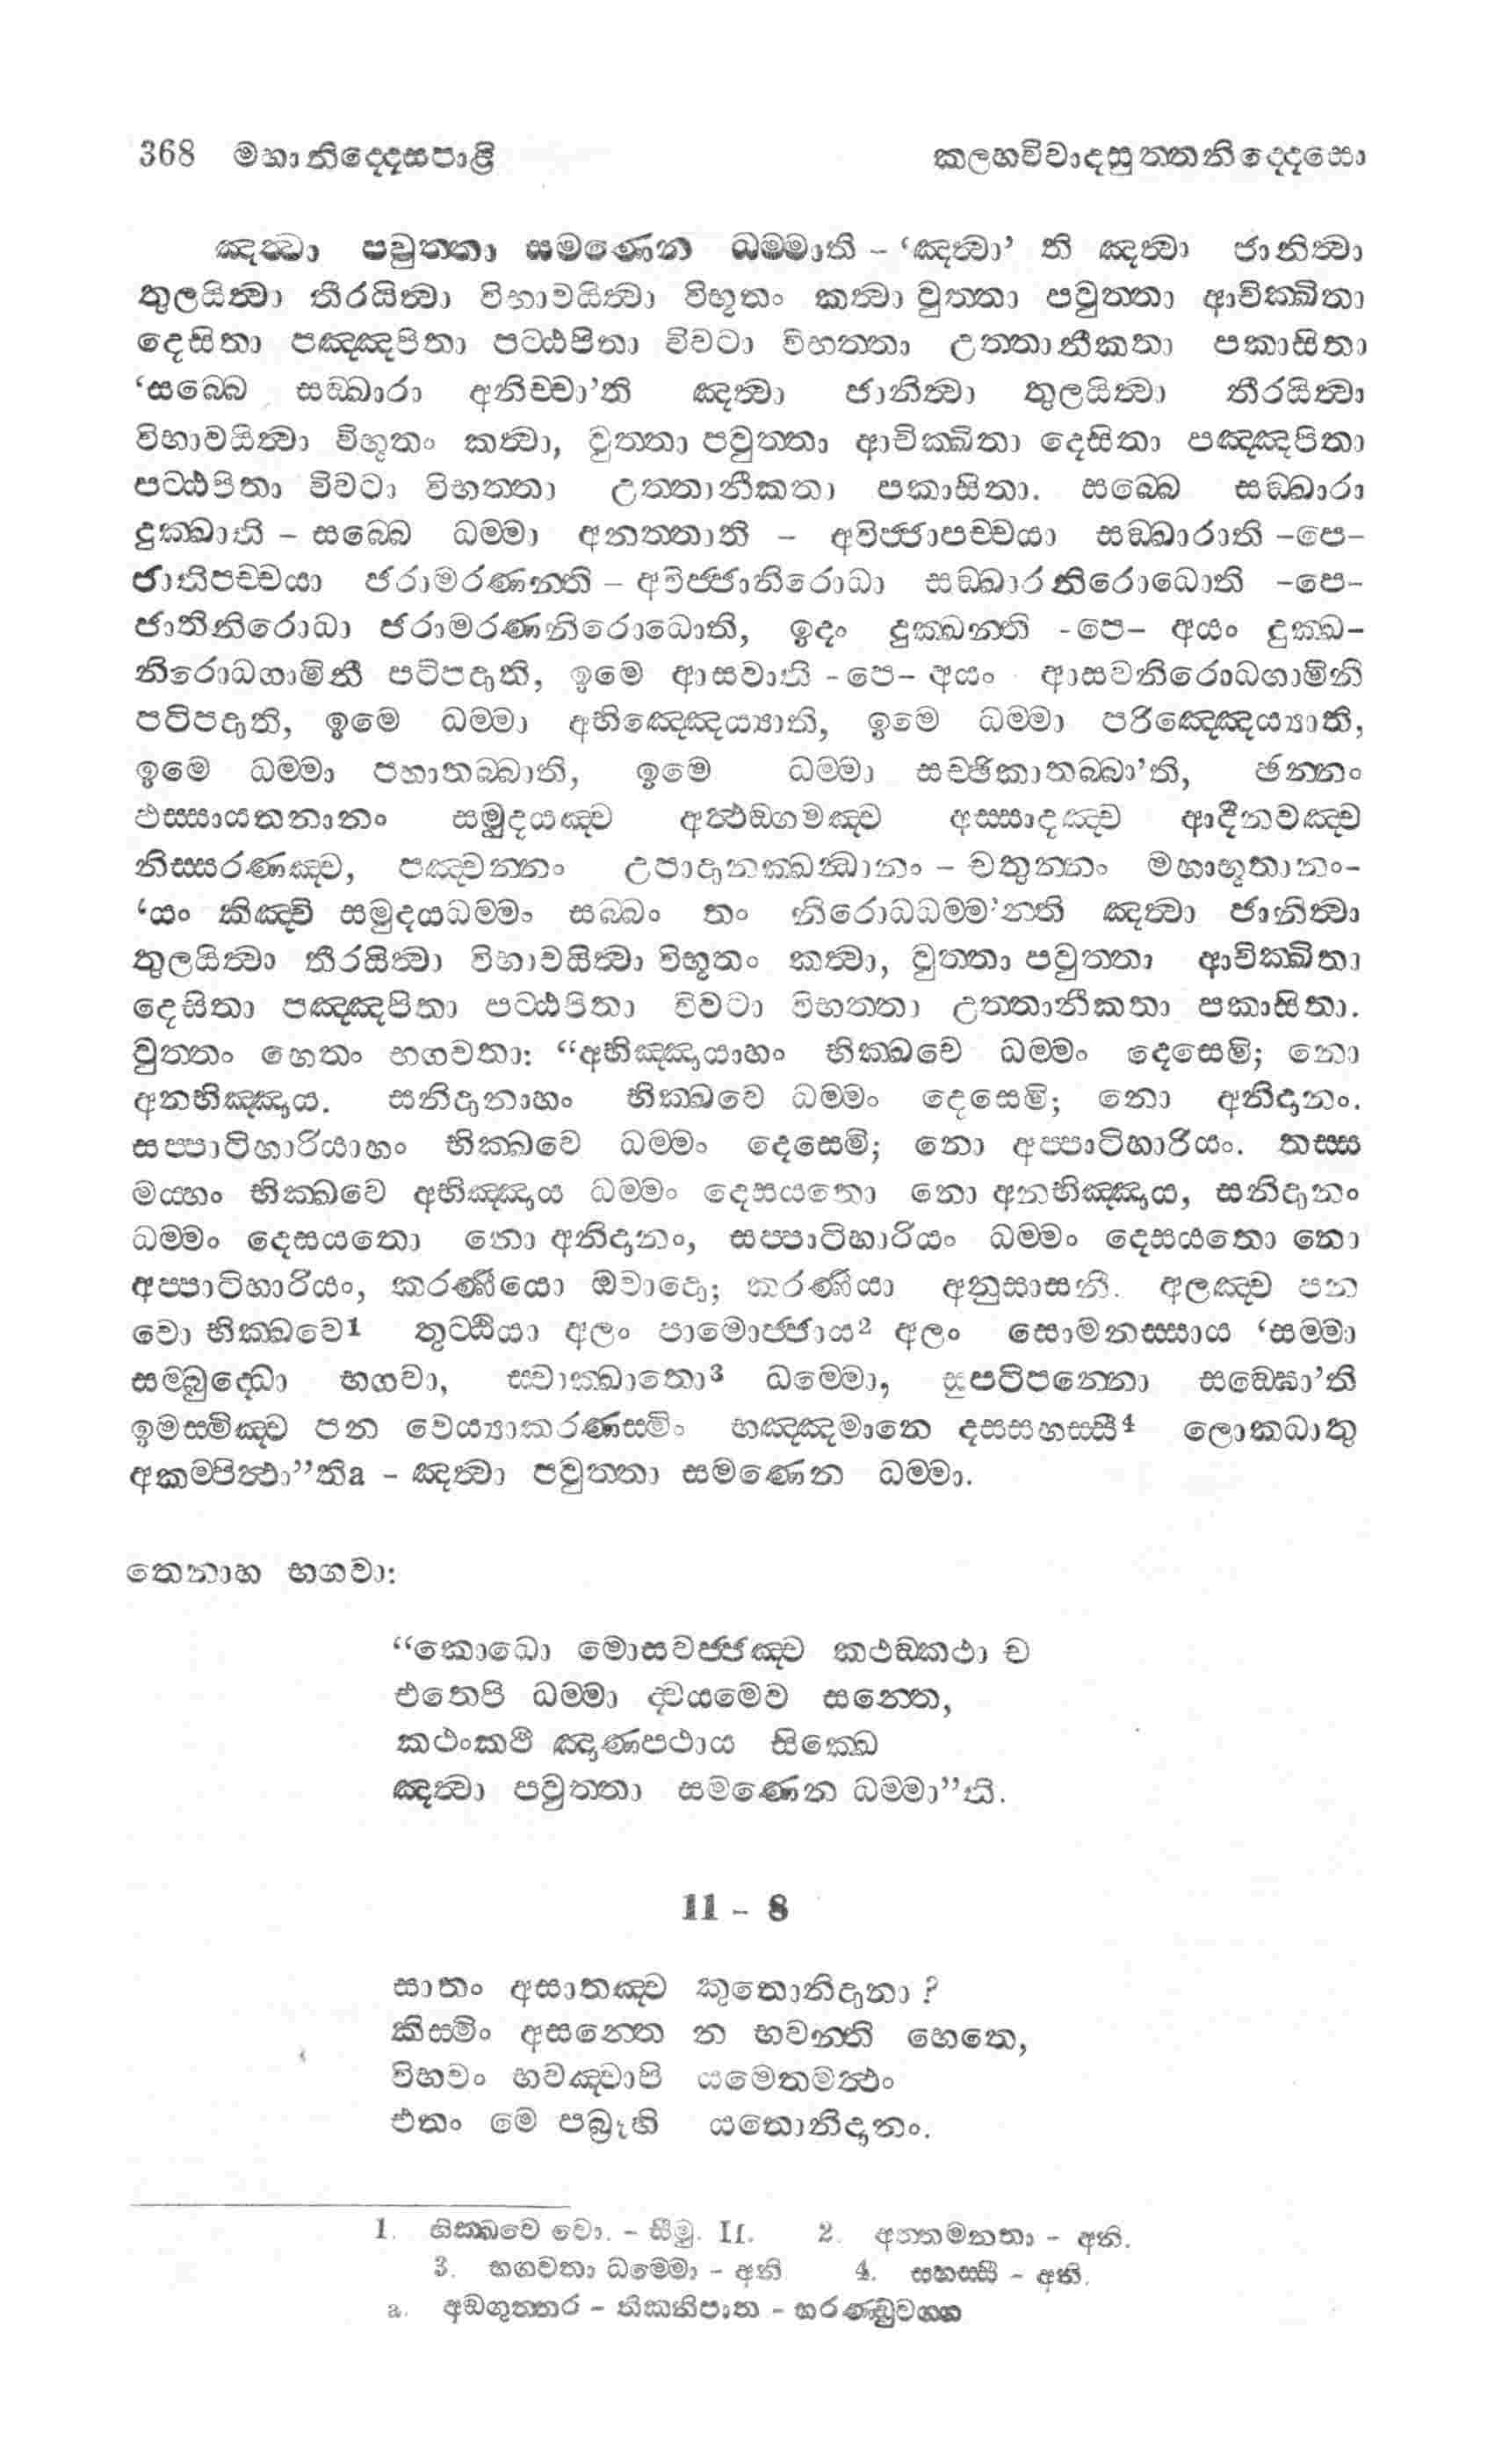 368 මහානිද්දෙසපාළි කලහවිවාදසුත්තනිද්දෙසො
ඤත්වා පවුත්තා සමණෙන ධම්මාති – ‘ඤත්වා’ ති ඤත්වා ජානිත්වා
තුලයිත්වා තීරයිත්වා විභාවයිත්වා විභූතං කත්වා වුත්තා පවුත්තා ආචික්ඛිතා
දෙසිතා පඤ්ඤපිතා පට්ඨපිතා විවටා විභත්තා උත්තානීකතා පකාසිතා
‘සබ්බෙ සඞ්ඛාරා අනිච්චා’ති ඤත්වා ජානිත්වා තුලයිත්වා තීරයිත්වා
විභාවයිත්වා විභූතං කත්වා, වුත්තා පවුත්තා ආචික්ඛිතා දෙසිතා පඤ්ඤපිතා
පට්ඨපිතා විවටා විභත්තා උත්තානීකතා පකාසිතා. සබ්බෙ සඞ්ඛාරා
දුක්ඛාති – සබ්බෙ ධම්මා අනත්තාති – අවිජ්ජාපච්චයා සඞ්ඛාරාති –පෙ–
ජාතිපච්චයා ජරාමරණන්ති – අවිජ්ජානිරොධා සඞ්ඛාරනිරොධොති –පෙ–
ජාතිනිරොධා ජරාමරණනිරොධොති, ඉදං දුක්ඛන්ති -පෙ– අයං දුක්ඛ–
නිරොධගාමිනී පටිපදාති, ඉමෙ ආසවාති -පෙ– අයං ආසවනිරොධගාමිනී
පටිපදාති, ඉමෙ ධම්මා අභිඤ්ඤෙය්‍යාති, ඉමෙ ධම්මා පරිඤ්ඤෙය්‍යාති,
ඉමෙ ධම්මා පහාතබ්බාති, ඉමෙ ධම්මා සච්ඡිකාතබ්බා’ති, ඡන්නං
ඵස්සායතනානං සමුදයඤ්ච අත්ථඞ්ගමඤ්ච අස්සාදඤ්ච ආදීනවඤ්ච
නිස්සරණඤ්ච, පඤ්චන්නං උපාදානක්ඛන්ධානං – චතුන්නං මහාභූතානං–
‘යං කිඤ්චි සමුදයධම්මං සබ්බං තං නිරොධධම්ම’න්ති ඤත්වා ජානිත්වා
තුලයිත්වා තීරයිත්වා විභාවයිත්වා විභූතං කත්වා, වුත්තා පවුත්තා ආචික්ඛිතා
දෙසිතා පඤ්ඤපිතා පට්ඨපිතා විවටා විභත්තා උත්තානීකතා පකාසිතා.
වුත්තං හෙතං භගවතා: “අභිඤ්ඤායාහං භික්ඛවෙ ධම්මං දෙසෙමි; නො
අනභිඤ්ඤාය. සනිදානාහං භික්ඛවෙ ධම්මං දෙසෙමි; නො අනිදානං.
සප්පාටිහාරියාහං භික්ඛවෙ ධම්මං දෙසෙමි; නො අප්පාටිහාරියං. තස්ස
මය්හං භික්ඛවෙ අභිඤ්ඤාය ධම්මං දෙසයතො නො අනභිඤ්ඤාය, සනිදානං
ධම්මං දෙසයතො නො අනිදානං, සප්පාටිහාරියං ධම්මං දෙසයතො නො
අප්පාටිහාරියං, කරණීයො ඔවාදො; කරණීයා අනුසාසනී. අලඤ්ච පන
වො භික්ඛවෙ1 තුට්ඨියා අලං පාමොජ්ජාය2 අලං සොමනස්සාය ‘සම්මා
සම්බුද්ධො භගවා, ස්වාක්ඛාතො3 ධම්මො, සුපටිපන්නො සඞ්ඝො’ති
ඉමස්මිඤ්ච පන වෙය්‍යාකරණස්මිං භඤ්ඤමානෙ දසසහස්සී4 ලොකධාතු
අකම්පිත්ථා”තිa – ඤත්වා පවුත්තා සමණෙන ධම්මා.
තෙනාහ භගවා:
“කොධො මොසවජ්ජඤ්ච කථඞ්කථා ච
එතෙපි ධම්මා ද්වයමෙව සන්තෙ,
කථංකථී ඤාණපථාය සික්ඛෙ
ඤත්වා පවුත්තා සමණෙන ධම්මා”ති.
11 – 8
සාතං අසාතඤ්ච කුතොනිදානා ?
කිස්මිං අසන්තෙ න භවන්ති හෙතෙ,
විභවං භවඤ්චාපි යමෙතමත්ථං
එතං මෙ පබ්‍රූහි යතොනිදානං.
1. භික්ඛවෙ වො. – සීමු. II. 2. අත්තමනතා – අනි.
3. භගවතා ධම්මො – අනි 4. සහස්සී – අනි.
a. අඞ්ගුත්තර – තිකනිපාත – භරණ්ඩුවග්ග